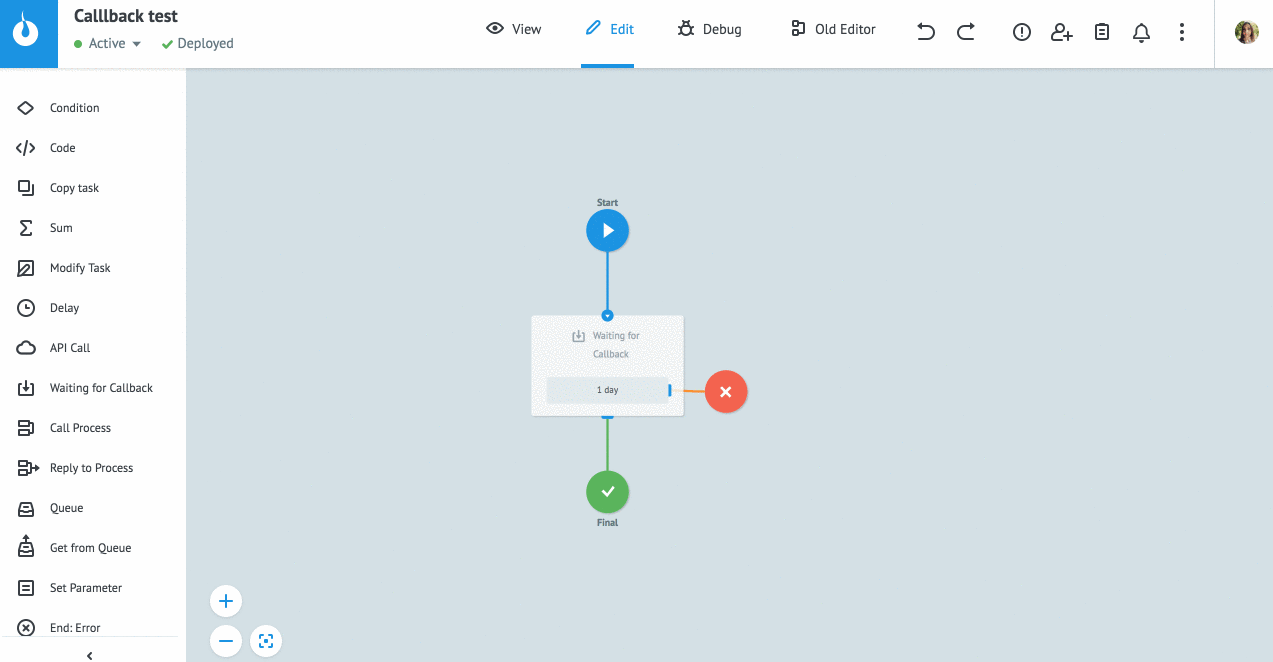 Calllback test
Active
Deployed
View
Edit
Debug
Old Editor
Condition
Code
Copy task
Sum
Modify Task
Delay
API Call
Waiting for Callback
Call Process
Reply to Process
Queue
Get from Queue
Set Parameter
End: Error
Start
Waiting for
Callback
1 day
Final